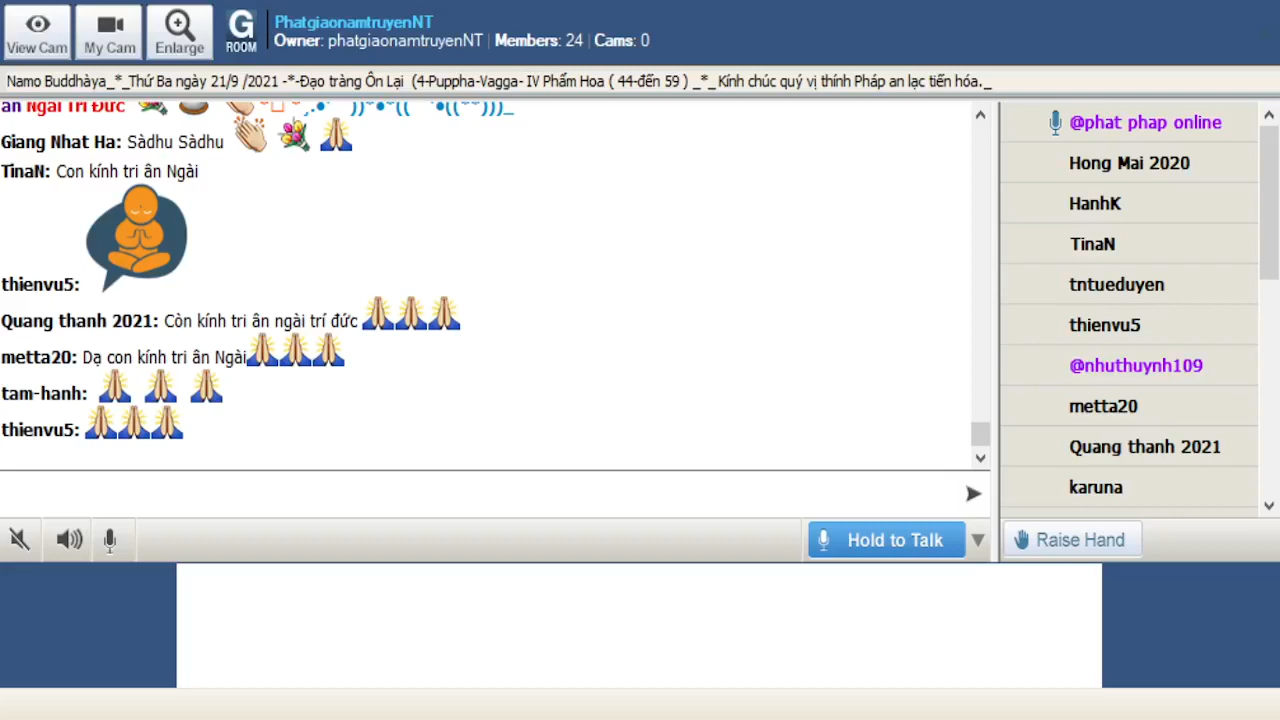 View Cam
My Cam
Enlarge
G
ROOM
PhatgiaonamtruyenNT
Owner: phatgiaonamtruyenNT | Members: 24 | Cams: 0
Namo Buddhàya_*_Thứ Ba ngày 21/9 /2021 -*-Đạo tràng Ôn Lại (4-Puppha-Vagga- IV Phẩm Hoa ( 44-đến 59 ) _*_ Kính chúc quý vị thính Pháp an lạc tiến hóa._
ân Ngài Trí Đức
Giang Nhat Ha: Sàdhu Sàdhu
TinaN: Con kính tri ân Ngài
thienvu5:
Quang thanh 2021: Còn kính tri ân ngài trí đức
metta20: Dạ con kính tri ân Ngài
tam-hanh:
thienvu5:
@phat phap online
Hong Mai 2020
HanhK
TinaN
tntueduyen
thienvu5
@nhuthuynh109
metta20
Quang thanh 2021
karuna
Hold to Talk
Raise Hand